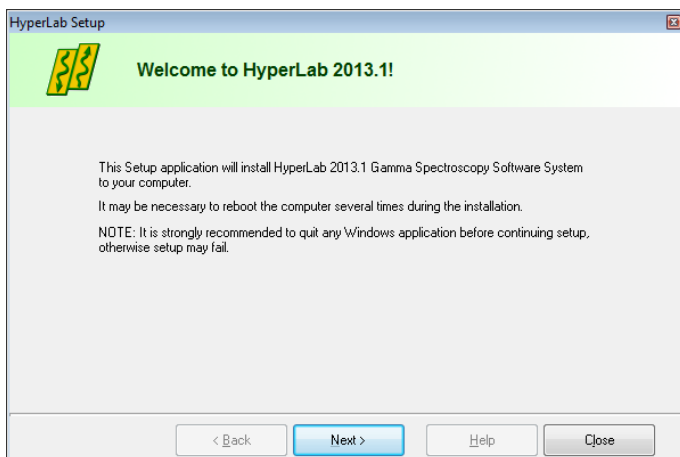 HyperLab Setup
Welcome to HyperLab 2013.1!
This Setup application will install HyperLab 2013.1 Gamma Spectroscopy Software System
to your computer.
It may be necessary to reboot the computer several times during the installation.
NOTE: It is strongly recommended to quit any Windows application before continuing setup,
otherwise setup may fail.
< Back Next > Help Close